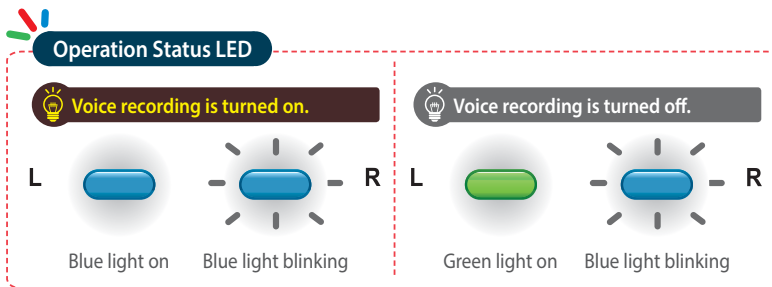 Operation Status LED
Voice recording is turned on.
L
R
Blue light on
Blue light blinking
Voice recording is turned off.
L
R
Green light on
Blue light blinking